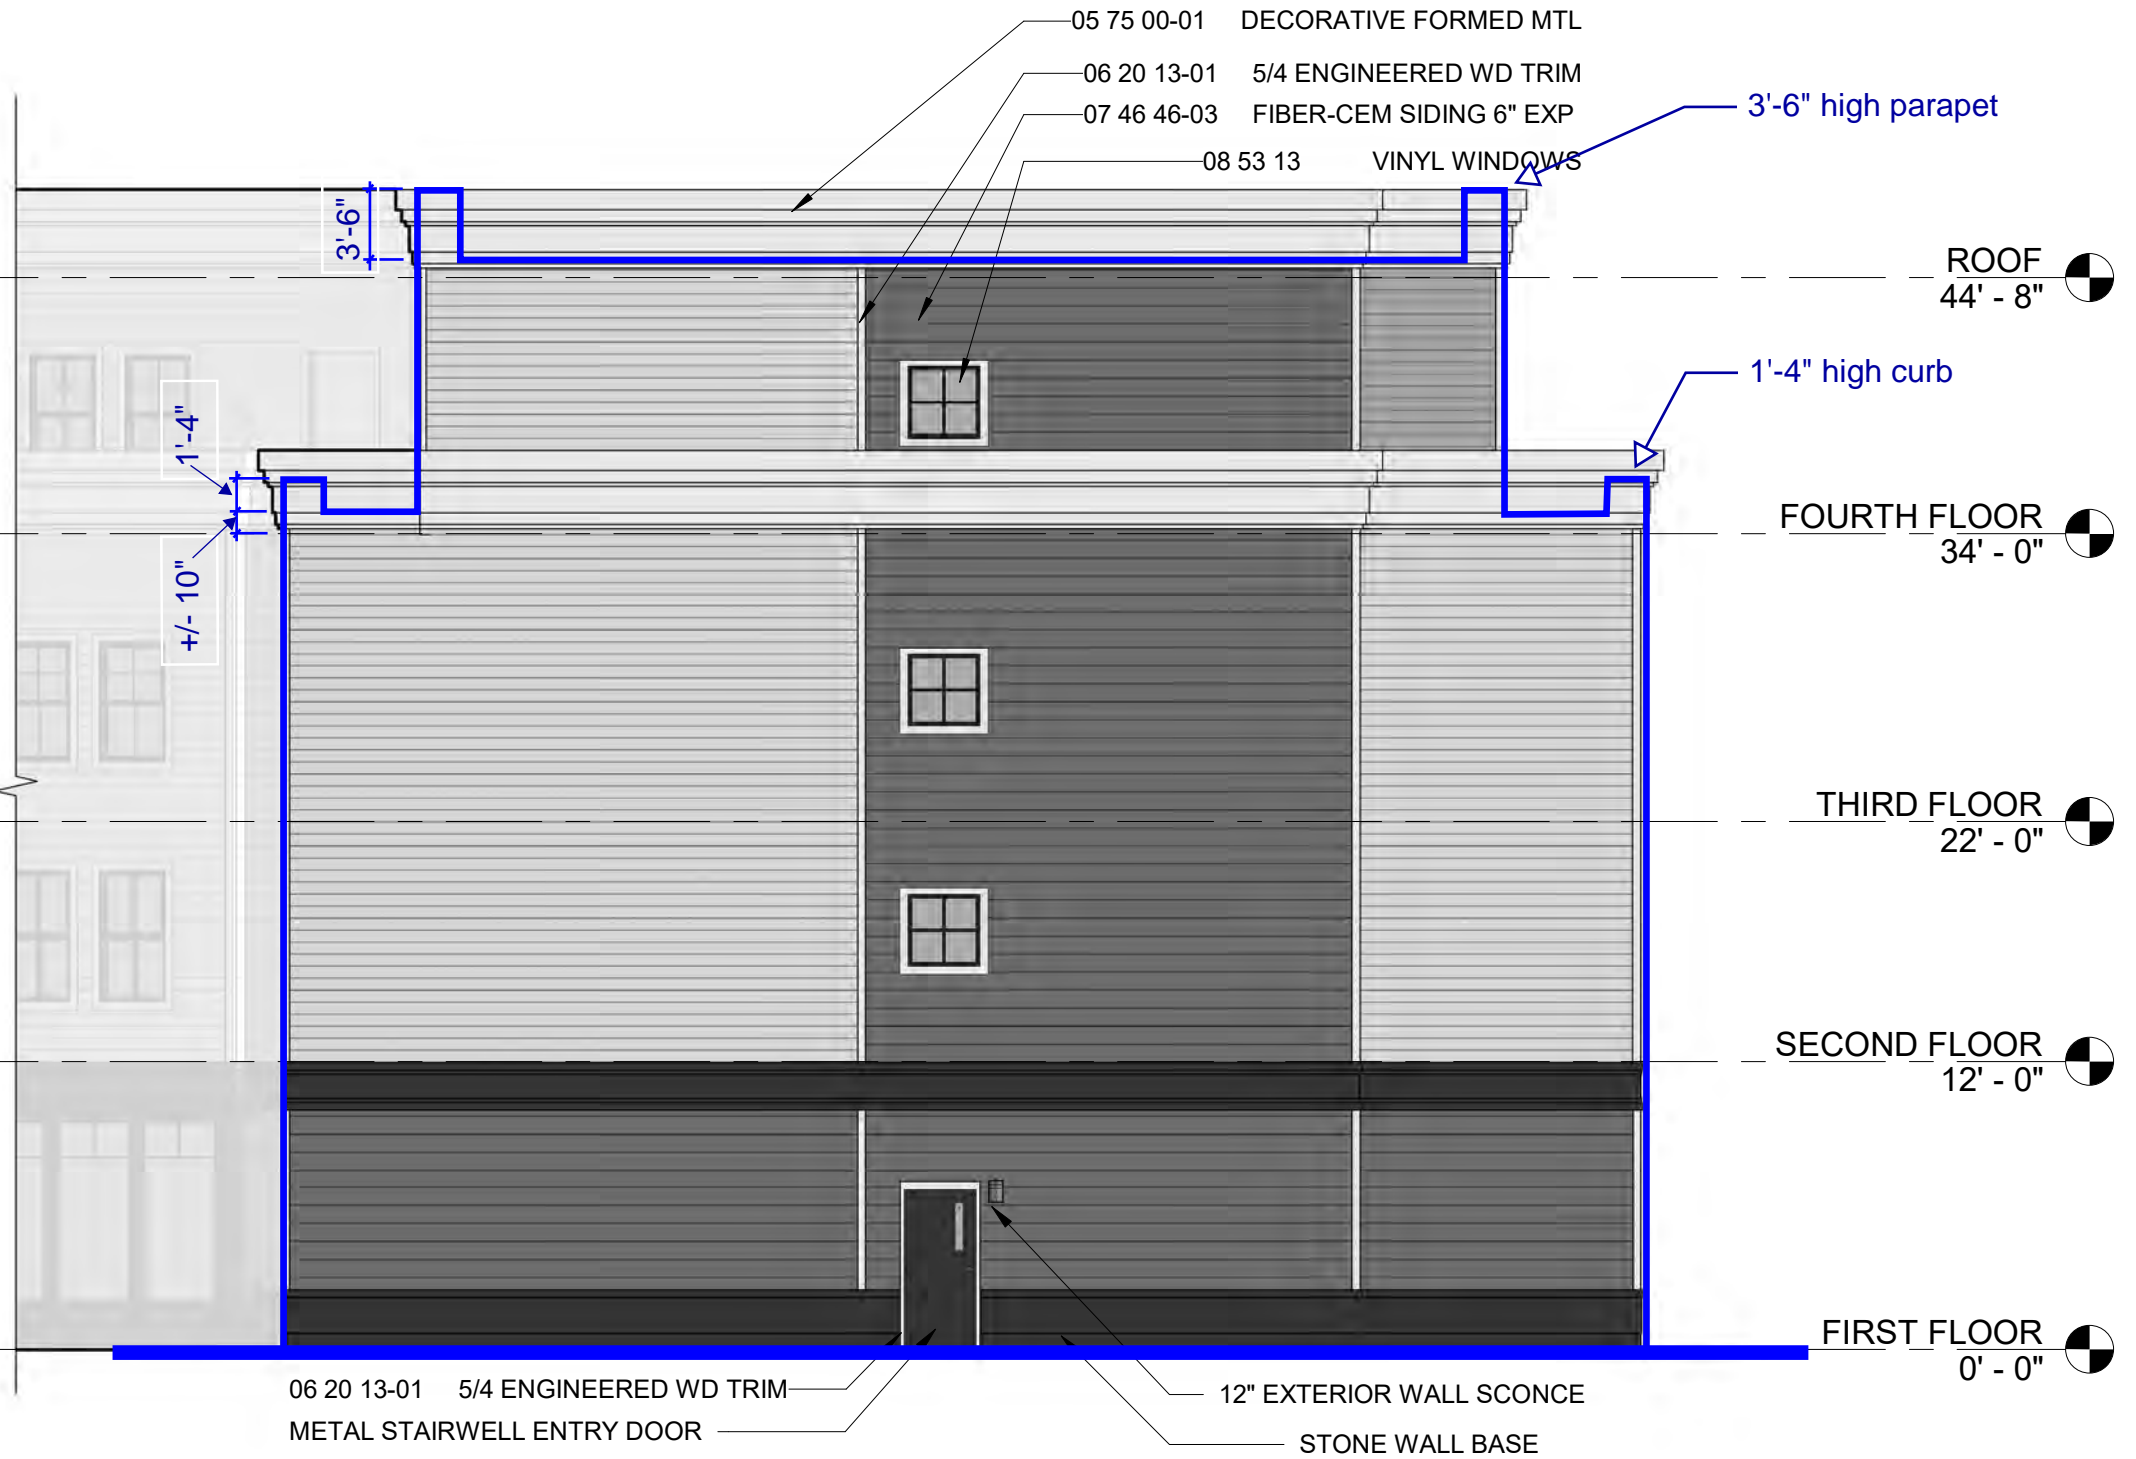 05 75 00-01 DECORATIVE FORMED MTL
06 20 13-01 5/4 ENGINEERED WD TRIM
07 46 46-03 FIBER-CEM SIDING 6" EXP
08 53 13 VINYL WINDOWS
3'-6" high parapet
3'-6"
ROOF
44' - 8"
1'-4" high curb
1'-4"
FOURTH FLOOR
34' - 0"
+/- 10"
THIRD FLOOR
22' - 0"
SECOND FLOOR
12' - 0"
FIRST FLOOR
0' - 0"
06 20 13-01 5/4 ENGINEERED WD TRIM
METAL STAIRWELL ENTRY DOOR
12" EXTERIOR WALL SCONCE
STONE WALL BASE